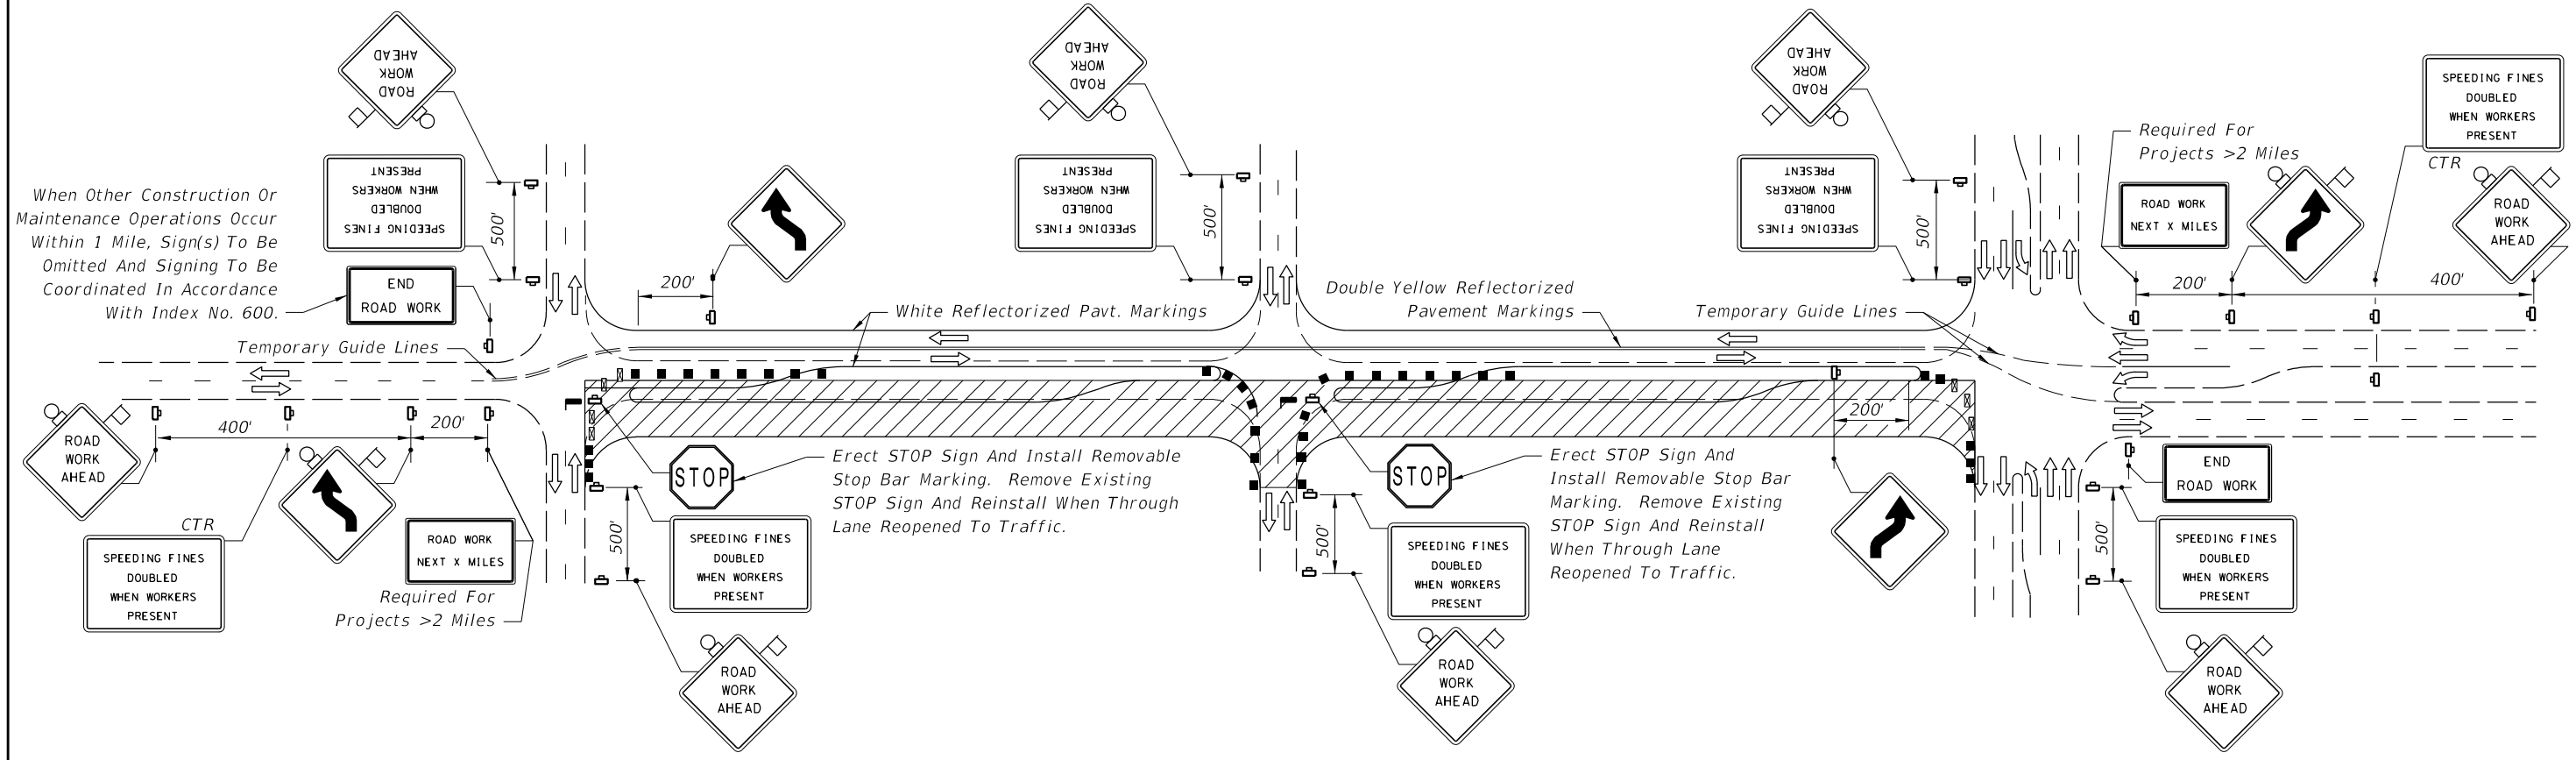 ROAD
WORK
AHEAD
SPEEDING FINES
DOUBLED
WHEN WORKERS
PRESENT
500'
When Other Construction Or
Maintenance Operations Occur
Within 1 Mile, Sign(s) To Be
Omitted And Signing To Be
Coordinated In Accordance
With Index No. 600.
END
ROAD WORK
Temporary Guide Lines
200'
White Reflectorized Pavt. Markings
ROAD
WORK
AHEAD
SPEEDING FINES
DOUBLED
WHEN WORKERS
PRESENT
500'
Double Yellow Reflectorized
Pavement Markings
ROAD
WORK
AHEAD
SPEEDING FINES
DOUBLED
WHEN WORKERS
PRESENT
500'
Temporary Guide Lines
Required For
Projects >2 Miles
ROAD WORK
NEXT X MILES
SPEEDING FINES
DOUBLED
WHEN WORKERS
PRESENT
CTR
ROAD
WORK
AHEAD
200'
400'
ROAD
WORK
AHEAD
400'
200'
CTR
SPEEDING FINES
DOUBLED
WHEN WORKERS
PRESENT
ROAD WORK
NEXT X MILES
Required For
Projects >2 Miles
STOP
Erect STOP Sign And Install Removable
Stop Bar Marking. Remove Existing
STOP Sign And Reinstall When Through
Lane Reopened To Traffic.
500'
SPEEDING FINES
DOUBLED
WHEN WORKERS
PRESENT
ROAD
WORK
AHEAD
STOP
Erect STOP Sign And
Install Removable Stop Bar
Marking. Remove Existing
STOP Sign And Reinstall
When Through Lane
Reopened To Traffic.
500'
SPEEDING FINES
DOUBLED
WHEN WORKERS
PRESENT
ROAD
WORK
AHEAD
200'
END
ROAD WORK
500'
SPEEDING FINES
DOUBLED
WHEN WORKERS
PRESENT
ROAD
WORK
AHEAD